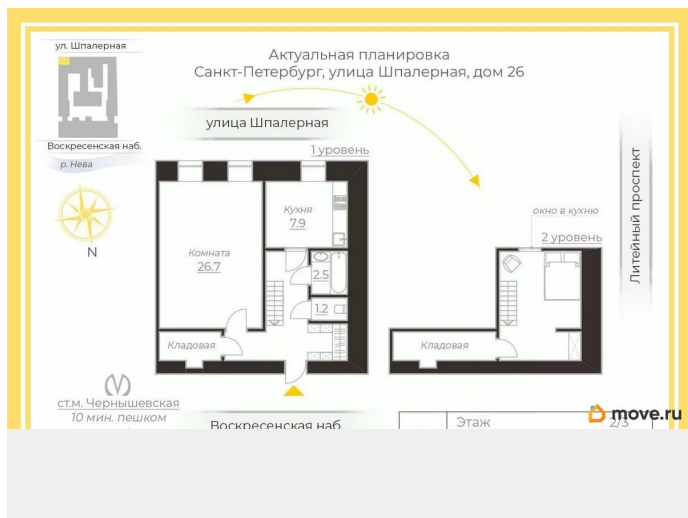 ул. Шпалерная
Актуальная планировка
Санкт-Петербург, улица Шпалерная, дом 26
улица Шпалерная
Воскресенская наб.
р. Нева
1 уровень
Литейный проспект
Кухня
7.9
окно в кухню
2 уровень
N
Комната
26.7
2.5
1.2
Кладовая
Кладовая
ст.м. Чернышевская
10 мин. пешком
Воскресенская наб.
Этаж
2/3
move.ru